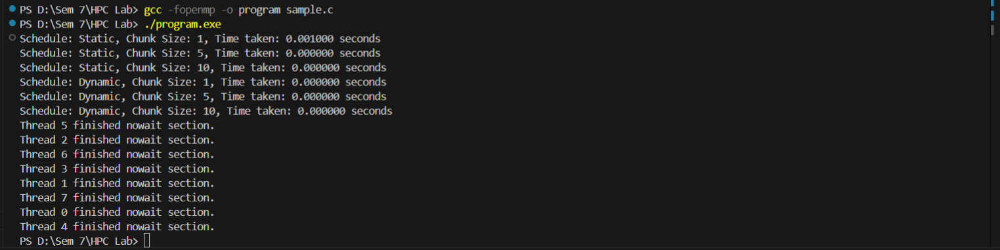 PS D:\Sem 7\HPC Lab> gcc -fopenmp -o program sample.c
PS D:\Sem 7\HPC Lab> ./program.exe
Schedule: Static, Chunk Size: 1, Time taken: 0.001000 seconds
Schedule: Static, Chunk Size: 5, Time taken: 0.000000 seconds
Schedule: Static, Chunk Size: 10, Time taken: 0.000000 seconds
Schedule: Dynamic, Chunk Size: 1, Time taken: 0.000000 seconds
Schedule: Dynamic, Chunk Size: 5, Time taken: 0.000000 seconds
Schedule: Dynamic, Chunk Size: 10, Time taken: 0.000000 seconds
Thread 5 finished nowait section.
Thread 2 finished nowait section.
Thread 6 finished nowait section.
Thread 3 finished nowait section.
Thread 1 finished nowait section.
Thread 7 finished nowait section.
Thread 0 finished nowait section.
Thread 4 finished nowait section.
PS D:\Sem 7\HPC Lab>